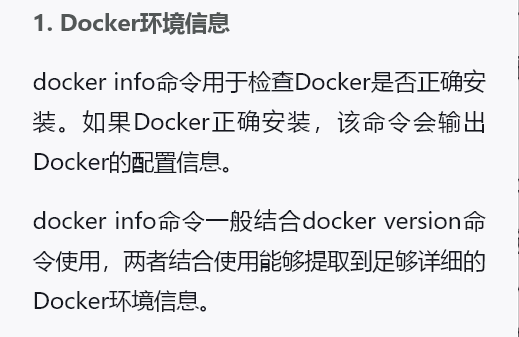 1. Docker环境信息
docker info命令用于检查Docker是否正确安
装。如果Docker正确安装，该命令会输出
Docker的配置信息。
docker info命令一般结合docker version命
令使用，两者结合使用能够提取到足够详细的
Docker环境信息。